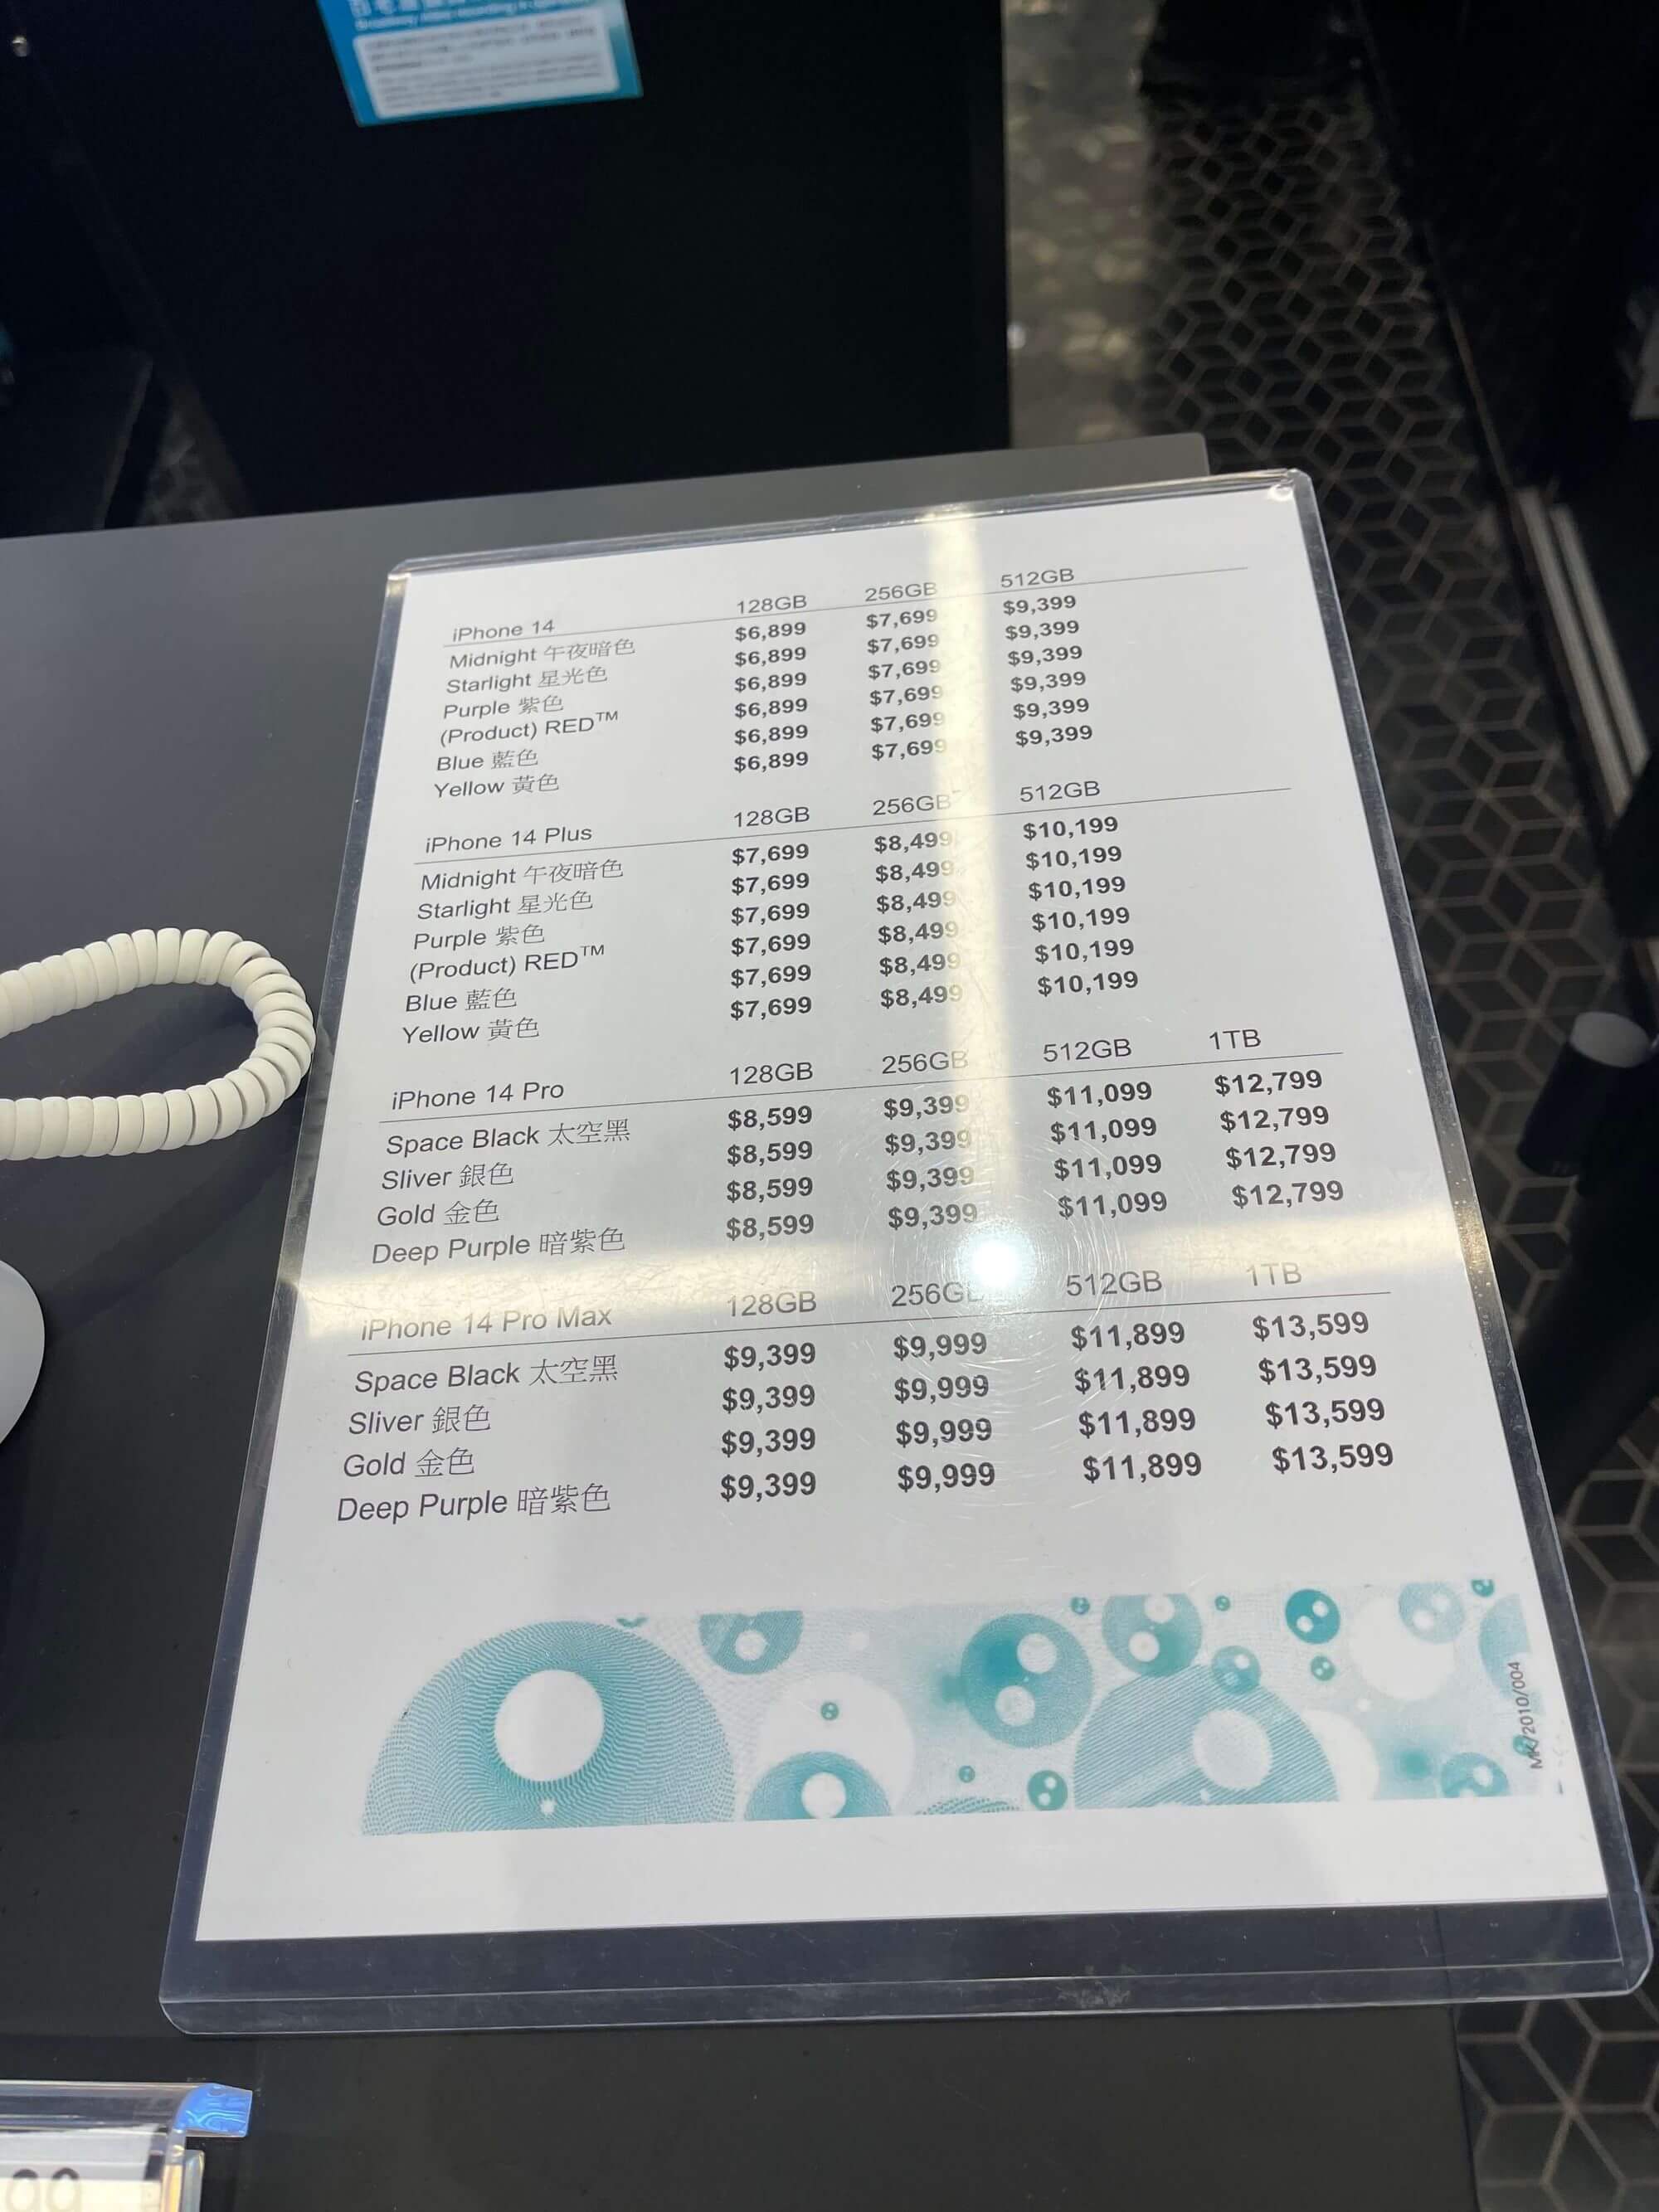 iPhone 14 128GB 256GB 512GB
Midnight 午夜暗色 $6,899 $7,699 $9,399
Starlight 星光色 $6,899 $7,699 $9,399
Purple 紫色 $6,899 $7,699 $9,399
(Product) RED™ $6,899 $7,699 $9,399
Blue 藍色 $6,899 $7,699 $9,399
Yellow 黃色 $6,899 $7,699 $9,399
iPhone 14 Plus 128GB 256GB 512GB
Midnight 午夜暗色 $7,699 $8,499 $10,199
Starlight 星光色 $7,699 $8,499 $10,199
Purple 紫色 $7,699 $8,499 $10,199
(Product) RED™ $7,699 $8,499 $10,199
Blue 藍色 $7,699 $8,499 $10,199
Yellow 黃色 $7,699 $8,499 $10,199
iPhone 14 Pro 128GB 256GB 512GB 1TB
Space Black 太空黑 $8,599 $9,399 $11,099 $12,799
Sliver 銀色 $8,599 $9,399 $11,099 $12,799
Gold 金色 $8,599 $9,399 $11,099 $12,799
Deep Purple 暗紫色 $8,599 $9,399 $11,099 $12,799
iPhone 14 Pro Max 128GB 256GB 512GB 1TB
Space Black 太空黑 $9,399 $9,999 $11,899 $13,599
Sliver 銀色 $9,399 $9,999 $11,899 $13,599
Gold 金色 $9,399 $9,999 $11,899 $13,599
Deep Purple 暗紫色 $9,399 $9,999 $11,899 $13,599
MK/2010/004